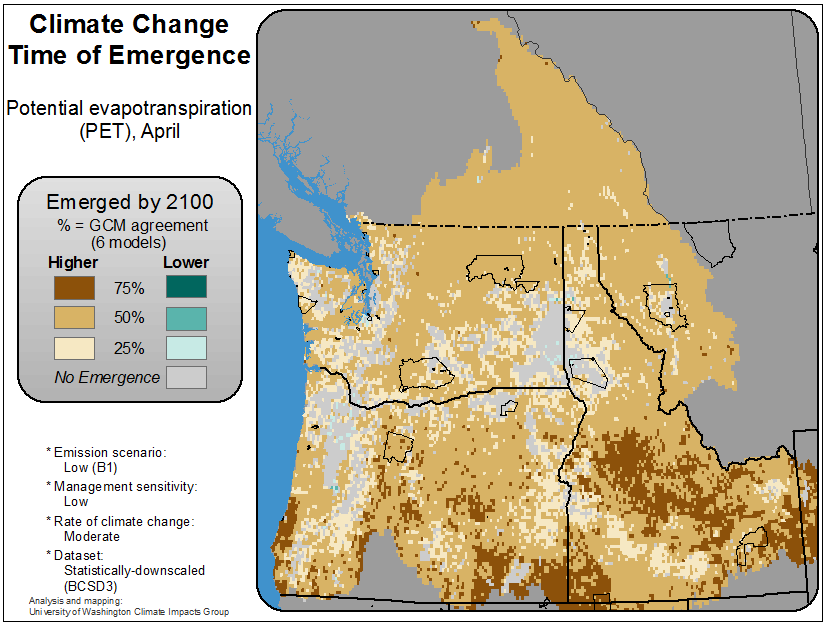 Climate Change
Time of Emergence
Potential evapotranspiration
(PET), April
Emerged by 2100
% = GCM agreement
(6 models)
Higher Lower
75%
50%
25%
No Emergence
* Emission scenario:
Low (B1)
* Management sensitivity:
Low
* Rate of climate change:
Moderate
* Dataset:
Statistically-downscaled
(BCSD3)
Analysis and mapping:
University of Washington Climate Impacts Group